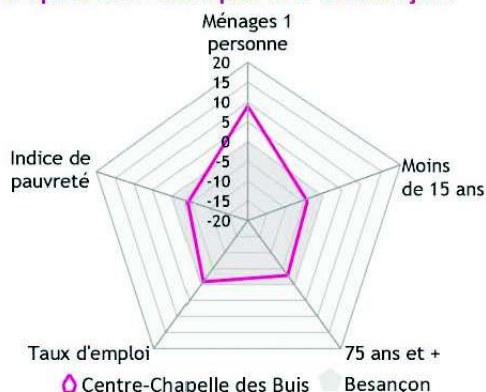 Ménages 1
personne
20
15
10
5
0
-5
-10
-15
-20
Indice de
pauvreté
Moins
de 15 ans
Taux d'emploi
75 ans et +
Centre-Chapelle des Buis
Besançon